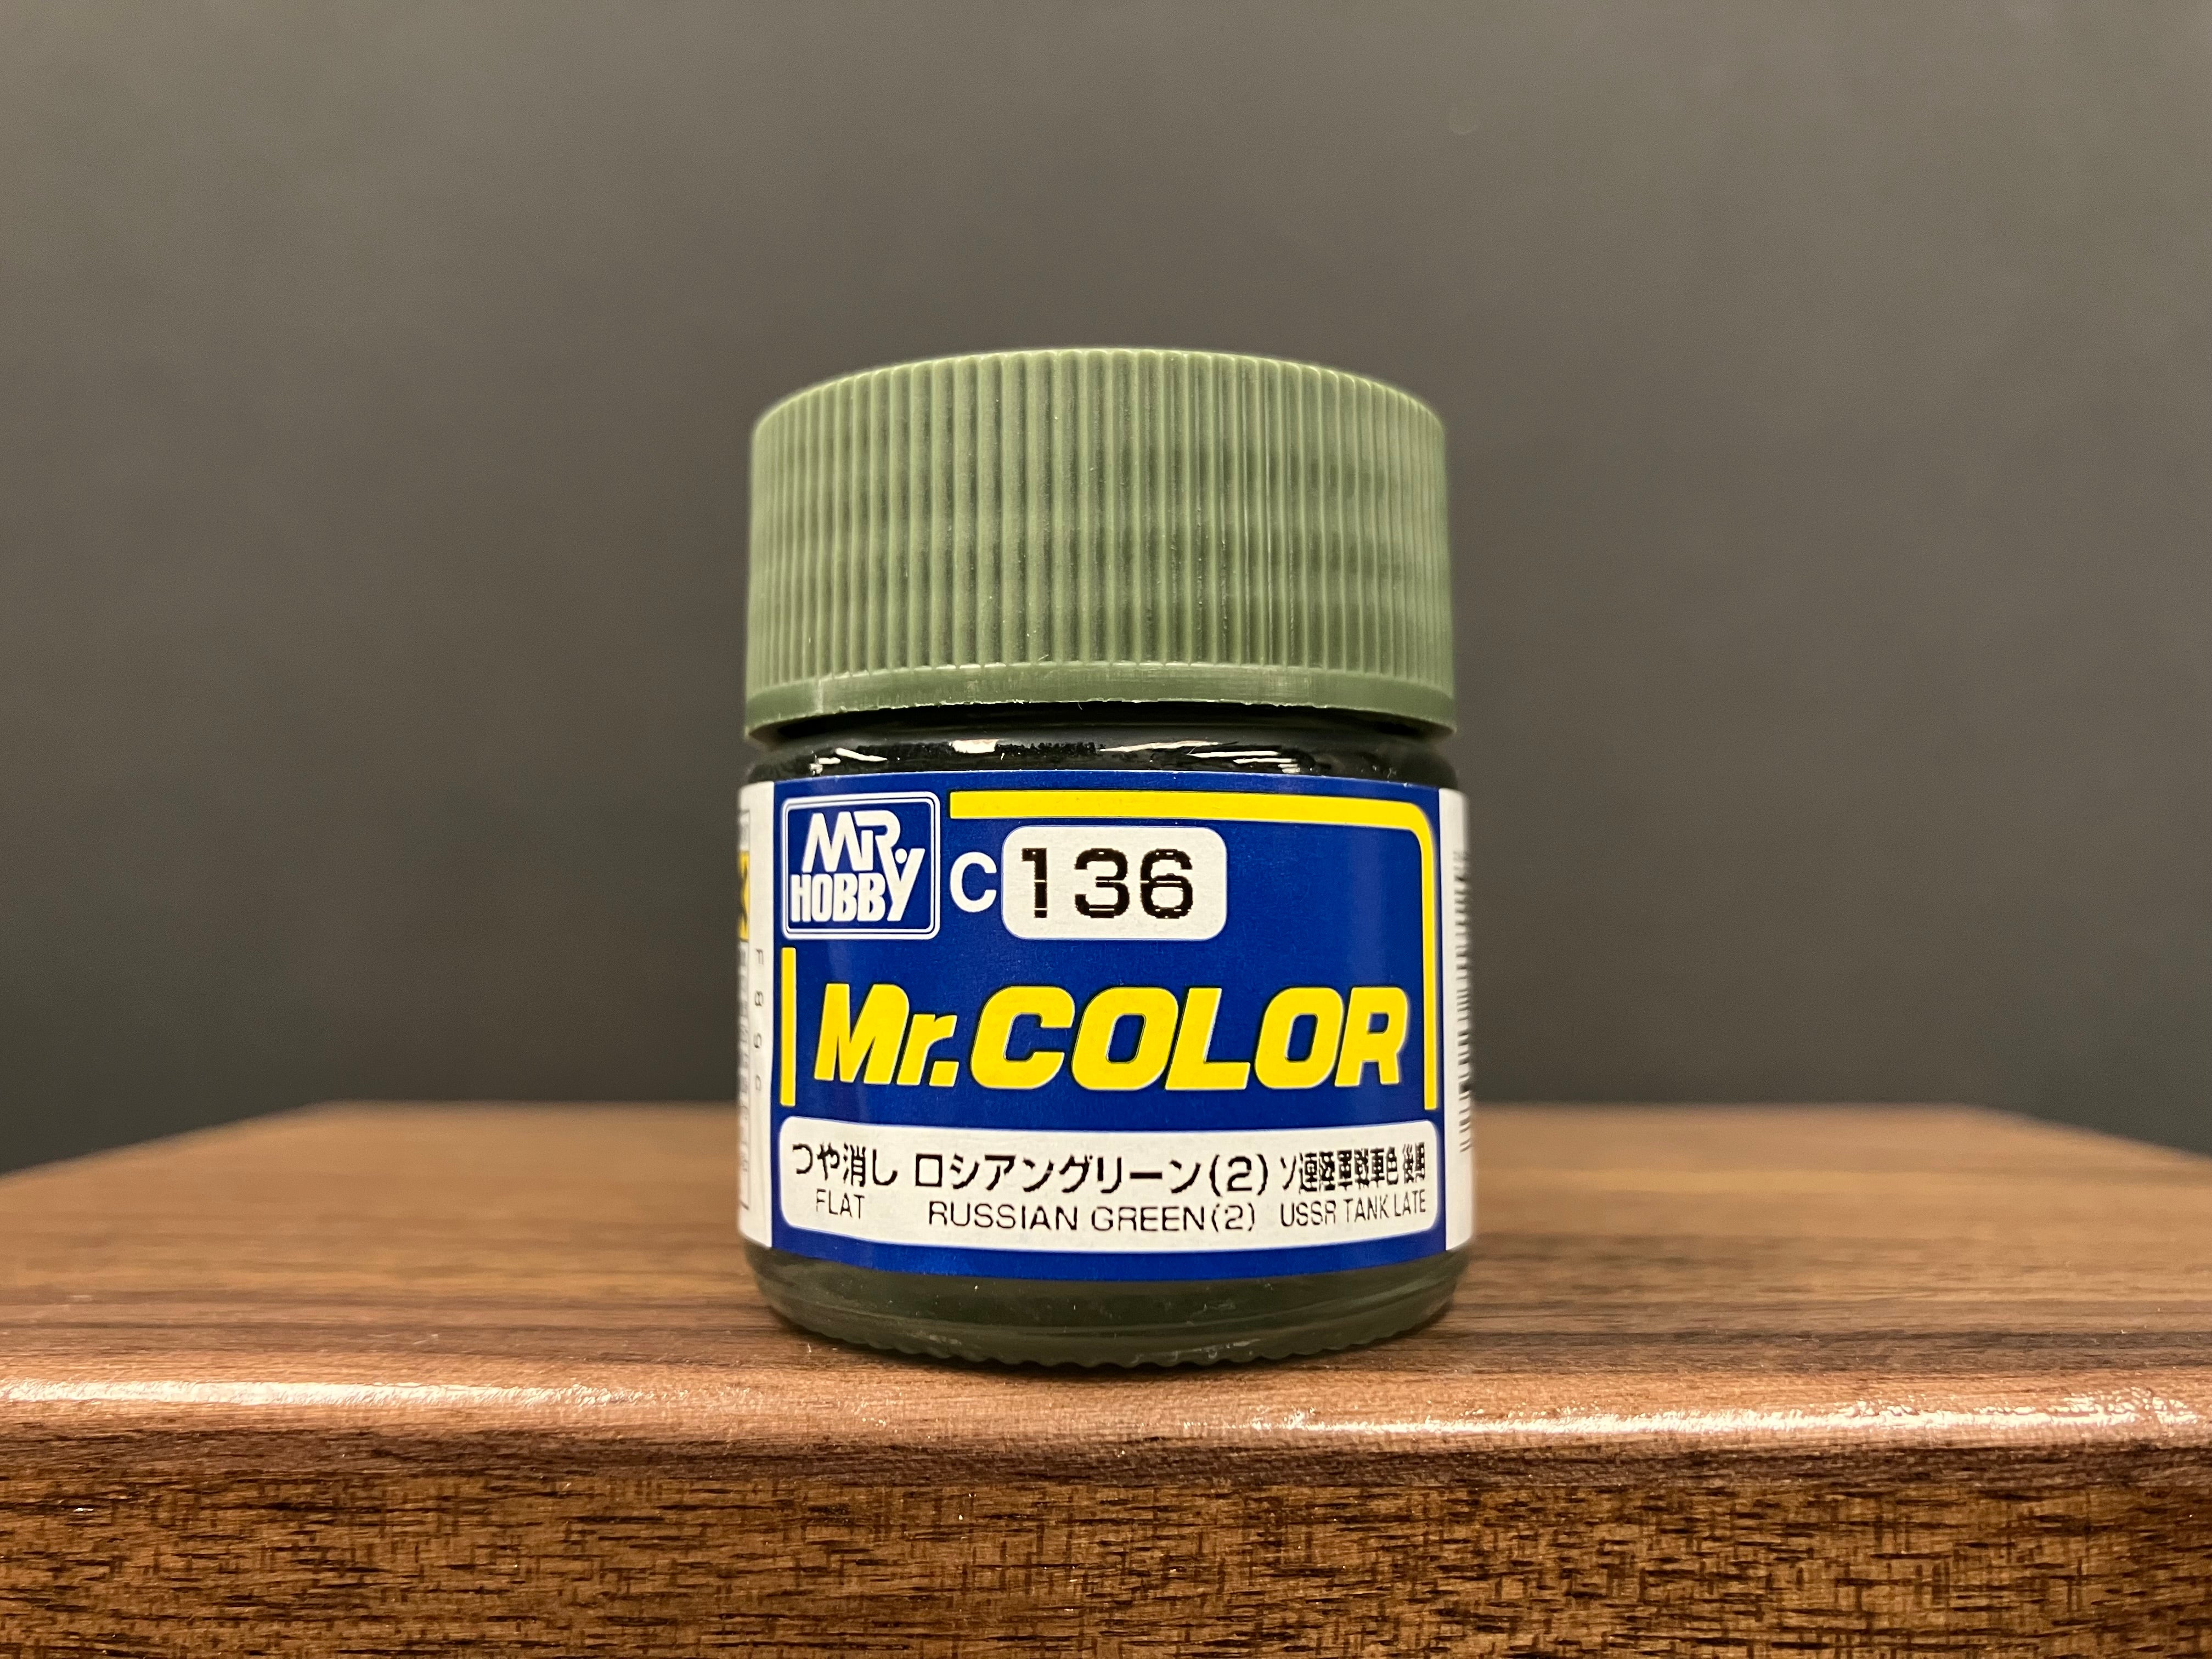 MR.
HOBBY
C 136
Mr.COLOR
つや消し ロシアングリーン(2) ソ連陸軍戦車色 後期
FLAT RUSSIAN GREEN(2) USSR TANK LATE